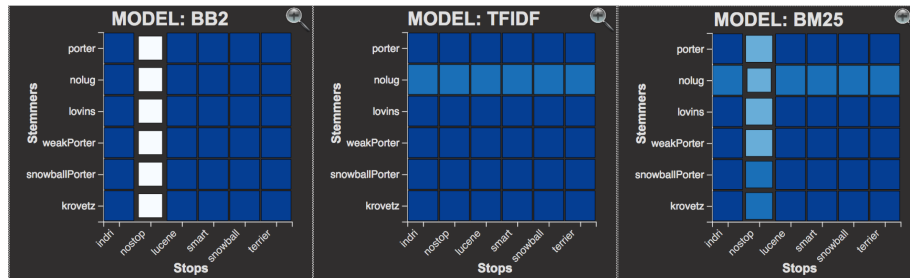 MODEL: BB2
Stemmers
porter
nolug
lovins
weakPorter
snowballPorter
krovetz
indri
nostop
lucene
smart
snowball
terrier
Stops
MODEL: TFIDF
Stemmers
porter
nolug
lovins
weakPorter
snowballPorter
krovetz
indri
nostop
lucene
smart
snowball
terrier
Stops
MODEL: BM25
Stemmers
porter
nolug
lovins
weakPorter
snowballPorter
krovetz
indri
nostop
lucene
smart
snowball
terrier
Stops